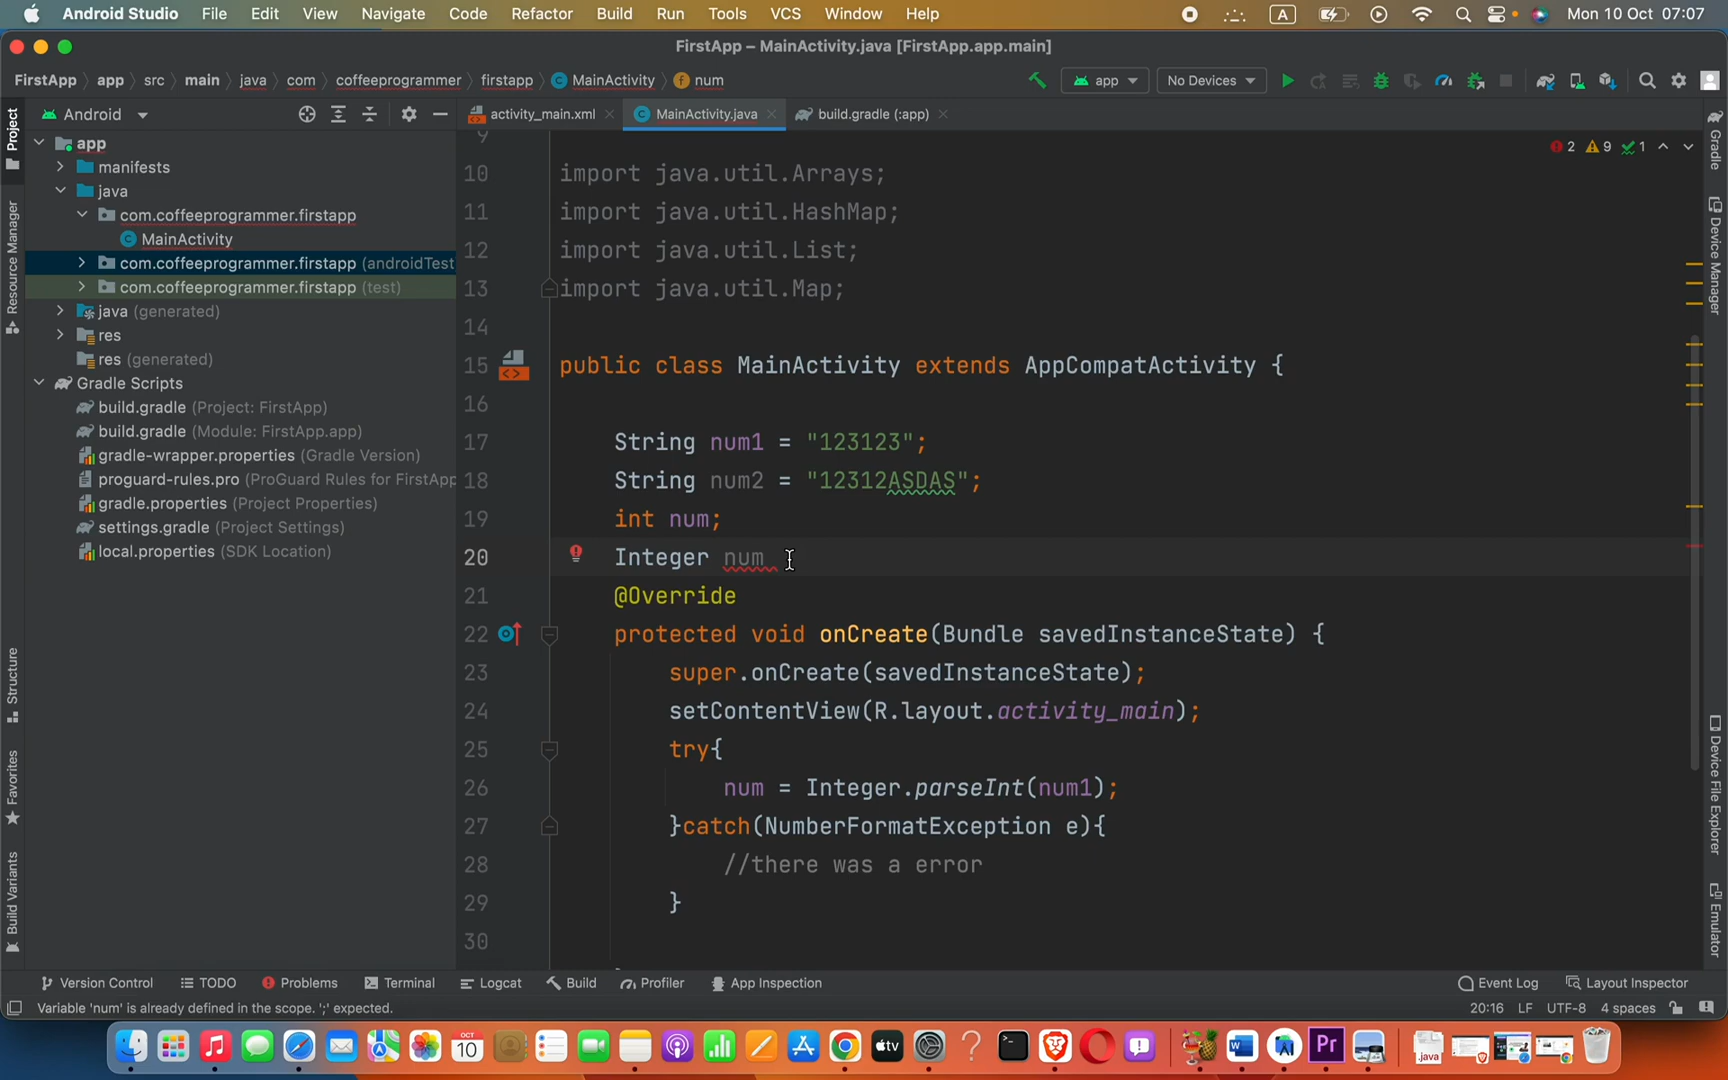 Android Studio File Edit View Navigate Code Refactor Build Run Tools VCS Window Help A Mon 10 Oct 07:07
FirstApp – MainActivity.java [FirstApp.app.main]
FirstApp app src main java com coffeeprogrammer firstapp MainActivity num app No Devices
Android activity_main.xml MainActivity.java build.gradle (:app)
2 9 1
app
manifests
java
com.coffeeprogrammer.firstapp
MainActivity
com.coffeeprogrammer.firstapp (androidTest
com.coffeeprogrammer.firstapp (test)
java (generated)
res
res (generated)
Gradle Scripts
build.gradle (Project: FirstApp)
build.gradle (Module: FirstApp.app)
gradle-wrapper.properties (Gradle Version)
proguard-rules.pro (ProGuard Rules for FirstApp
gradle.properties (Project Properties)
settings.gradle (Project Settings)
local.properties (SDK Location)
Project
Resource Manager
Structure
Favorites
Build Variants
9
10 import java.util.Arrays;
11 import java.util.HashMap;
12 import java.util.List;
13 import java.util.Map;
14
15 public class MainActivity extends AppCompatActivity {
16
17 String num1 = "123123";
18 String num2 = "12312ASDAS";
19 int num;
20 Integer num
21 @Override
22 protected void onCreate(Bundle savedInstanceState) {
23 super.onCreate(savedInstanceState);
24 setContentView(R.layout.activity_main);
25 try{
26 num = Integer.parseInt(num1);
27 }catch(NumberFormatException e){
28 //there was a error
29 }
30
}
Gradle
Device Manager
Device File Explorer
Emulator
Version Control TODO Problems Terminal Logcat Build Profiler App Inspection Event Log Layout Inspector
Variable 'num' is already defined in the scope. ';' expected. 20:16 LF UTF-8 4 spaces
OCT
10
tv
W
Pr
java